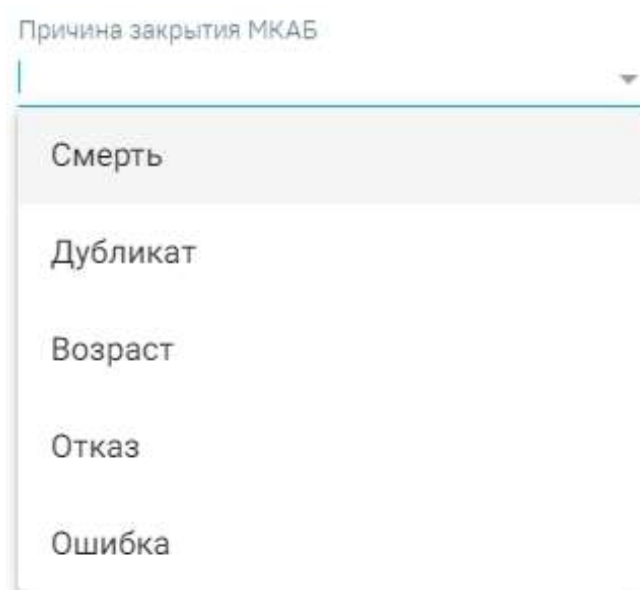 Причина закрытия МКАБ
Смерть
Дубликат
Возраст
Отказ
Ошибка